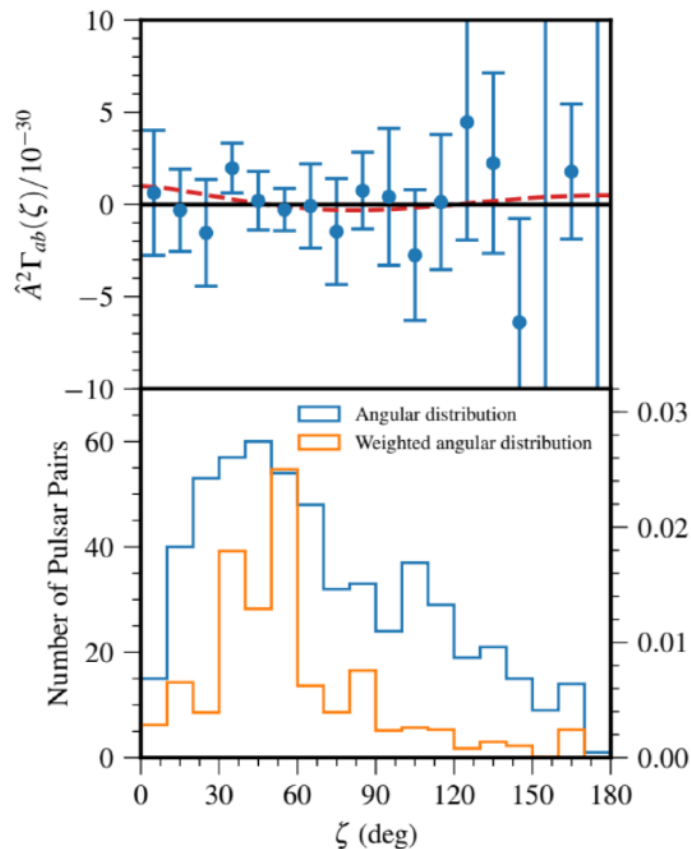 10
5
0
−5
−10
Â²Γab(ζ)/10⁻³⁰
Angular distribution
Weighted angular distribution
60
40
20
0
Number of Pulsar Pairs
0.03
0.02
0.01
0.00
0 30 60 90 120 150 180
ζ (deg)